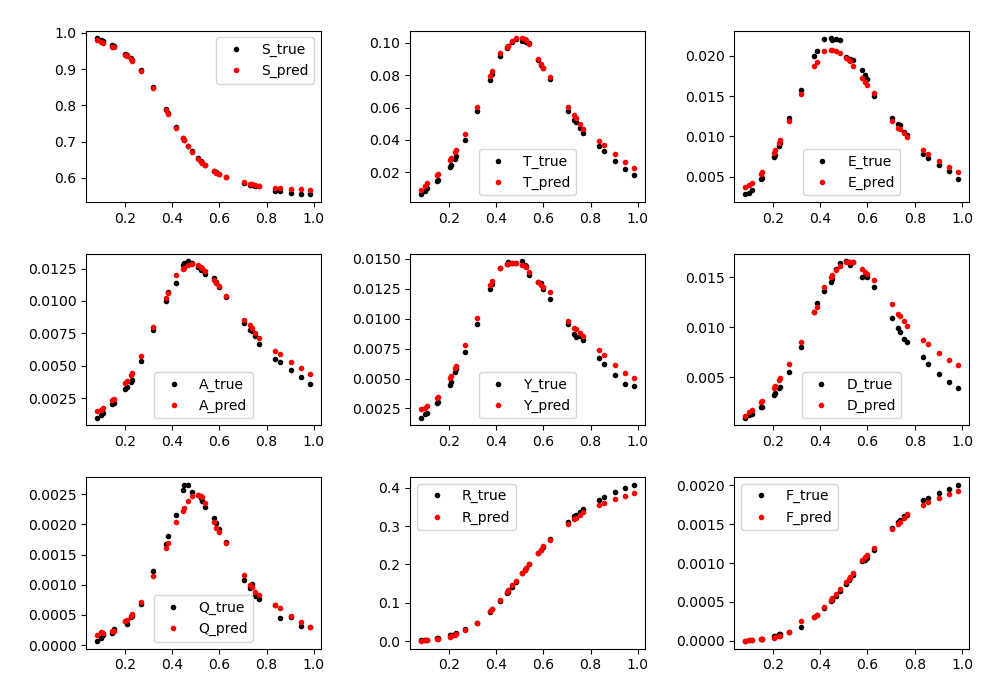 1.0
0.9
0.8
0.7
0.6
S_true
S_pred
0.2 0.4 0.6 0.8 1.0
0.10
0.08
0.06
0.04
0.02
T_true
T_pred
0.2 0.4 0.6 0.8 1.0
0.020
0.015
0.010
0.005
E_true
E_pred
0.2 0.4 0.6 0.8 1.0
0.0125
0.0100
0.0075
0.0050
0.0025
A_true
A_pred
0.2 0.4 0.6 0.8 1.0
0.0150
0.0125
0.0100
0.0075
0.0050
0.0025
Y_true
Y_pred
0.2 0.4 0.6 0.8 1.0
0.015
0.010
0.005
D_true
D_pred
0.2 0.4 0.6 0.8 1.0
0.0025
0.0020
0.0015
0.0010
0.0005
0.0000
Q_true
Q_pred
0.2 0.4 0.6 0.8 1.0
0.4
0.3
0.2
0.1
0.0
R_true
R_pred
0.2 0.4 0.6 0.8 1.0
0.0020
0.0015
0.0010
0.0005
0.0000
F_true
F_pred
0.2 0.4 0.6 0.8 1.0